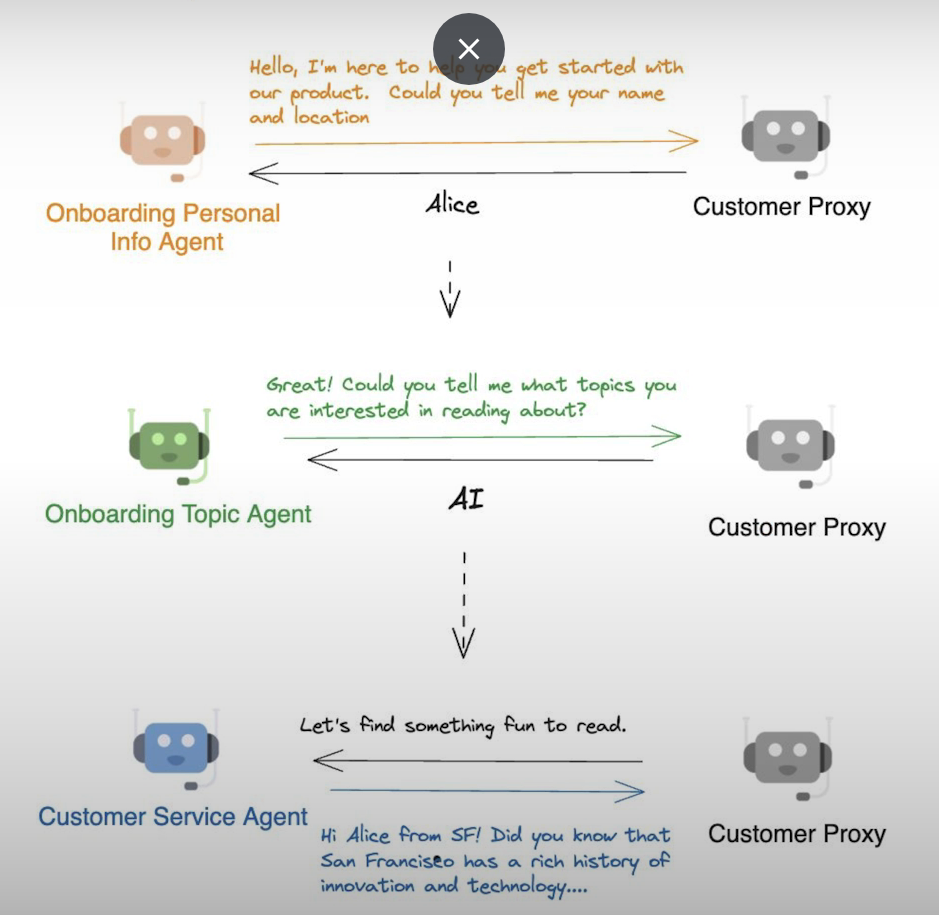 Hello, I'm here to help you get started with
our product. Could you tell me your name
and location
Onboarding Personal
Info Agent
Alice
Customer Proxy
Great! Could you tell me what topics you
are interested in reading about?
Onboarding Topic Agent
AI
Customer Proxy
Let's find something fun to read.
Customer Service Agent
Customer Proxy
Hi Alice from SF! Did you know that
San Francisco has a rich history of
innovation and technology....